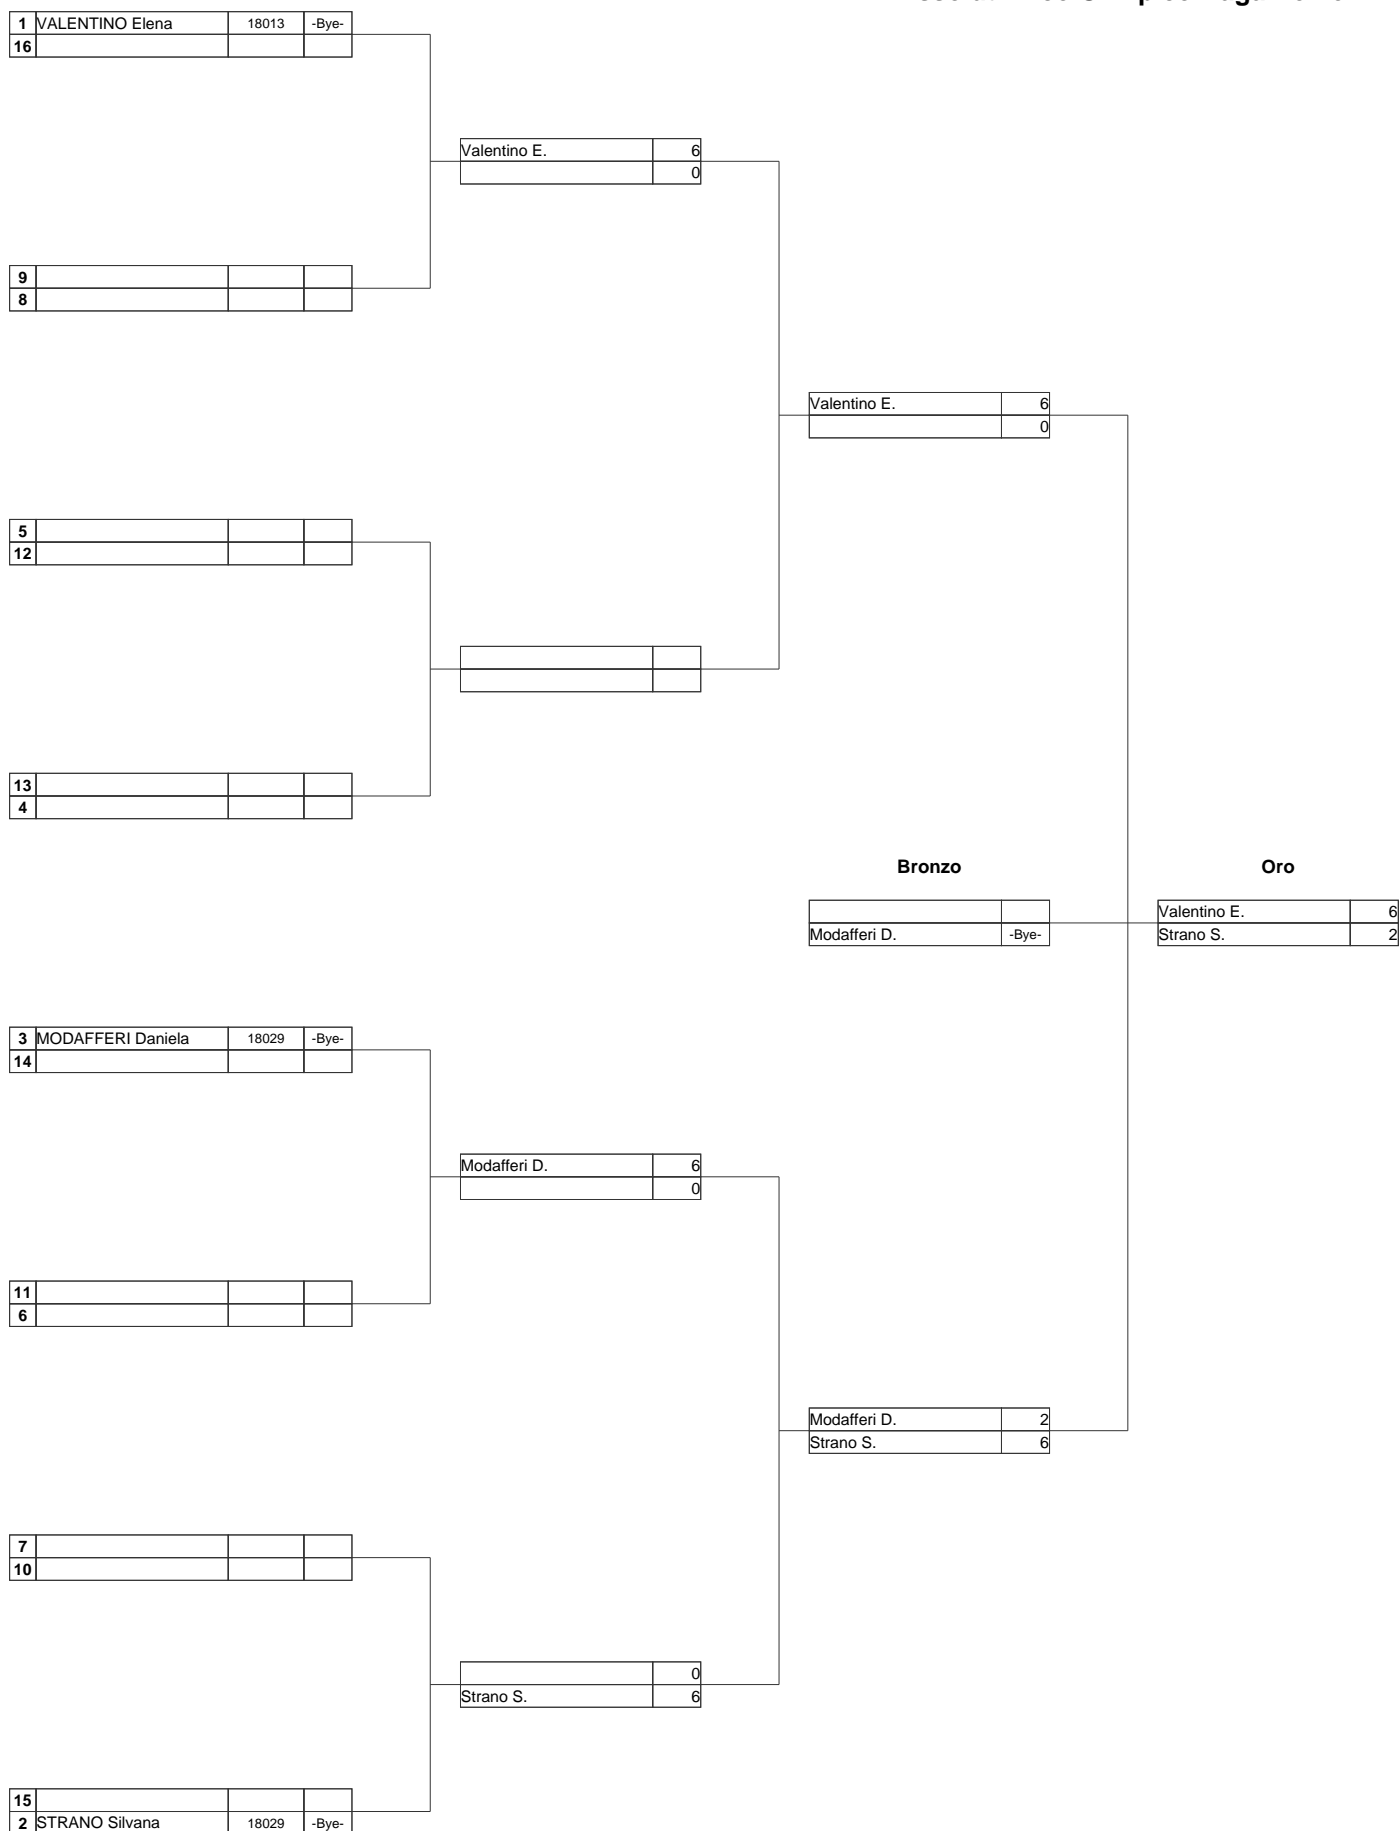 1 VALENTINO Elena 18013 -Bye-
16
Valentino E. 6
0
9
8
Valentino E. 6
0
5
12
13
4
Bronzo Oro
Valentino E. 6
Modafferi D. -Bye- Strano S. 2
3 MODAFFERI Daniela 18029 -Bye-
14
Modafferi D. 6
0
11
6
Modafferi D. 2
Strano S. 6
7
10
0
Strano S. 6
15
2 STRANO Silvana 18029 -Bye-